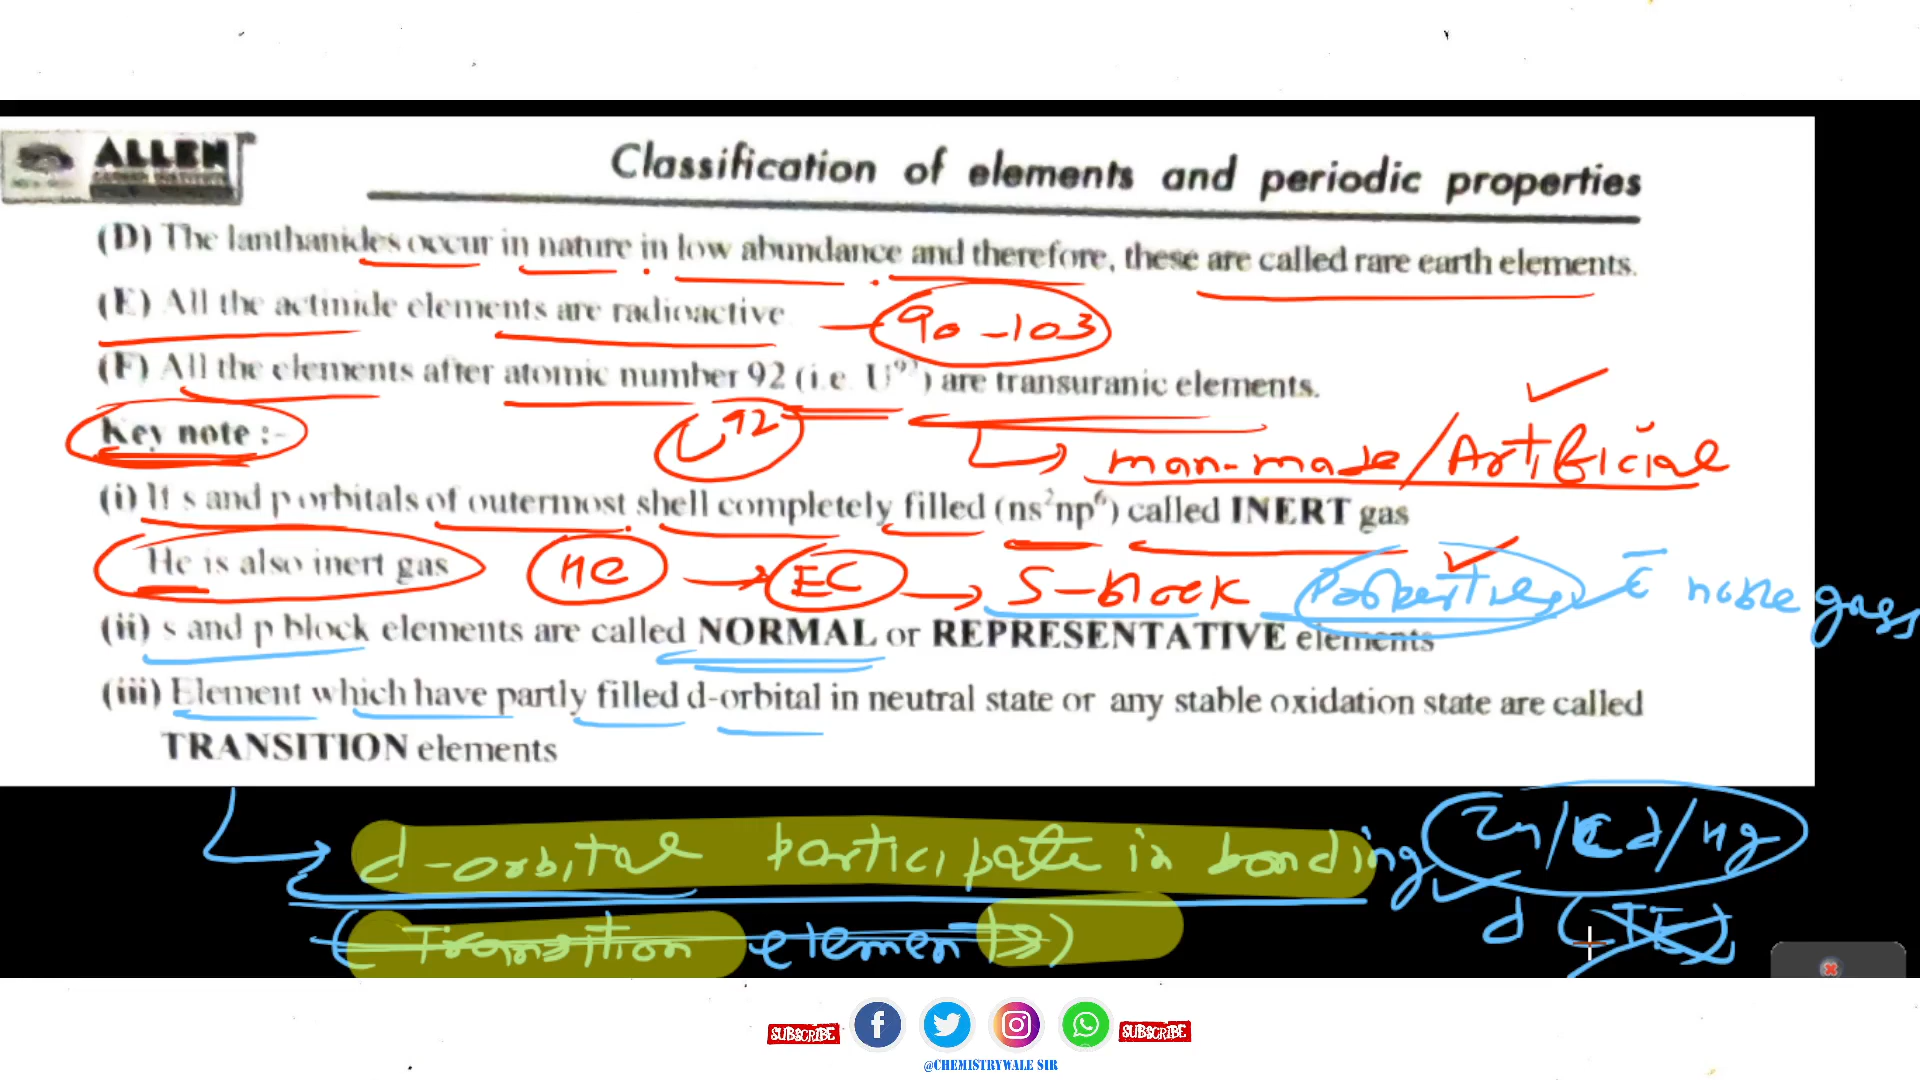 ALLEN
Classification of elements and periodic properties
(D) The lanthanides occur in nature in low abundance and therefore, these are called rare earth elements.
(E) All the actinide elements are radioactive
90-103
(F) All the elements after atomic number 92 (i.e. U⁹²) are transuranic elements.
Key note :-
U⁹²
man-made/Artificial
(i) If s and p orbitals of outermost shell completely filled (ns²np⁶) called INERT gas
He is also inert gas
He → EC → S-block Properties c̄ noble gas
(ii) s and p block elements are called NORMAL or REPRESENTATIVE elements
(iii) Element which have partly filled d-orbital in neutral state or any stable oxidation state are called
TRANSITION elements
d-orbital participate in bonding Zn/Cd/Hg
(Transition elements) d (TE)
SUBSCRIBE SUBSCRIBE
@CHEMISTRYWALE SIR